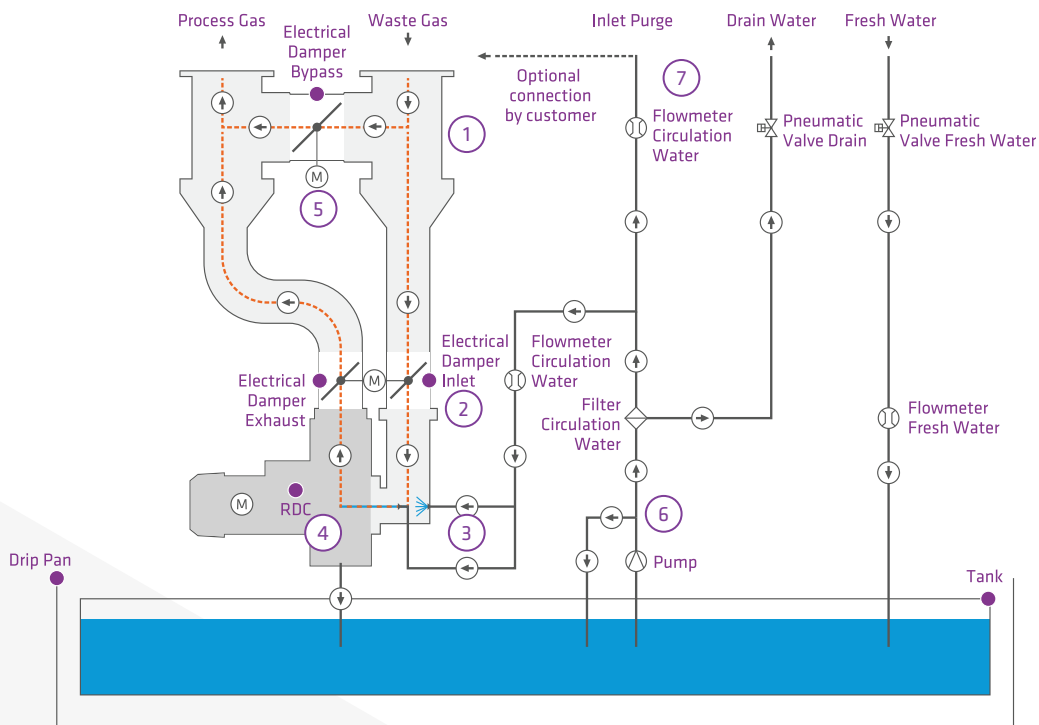 Process Gas
Waste Gas
Inlet Purge
Drain Water
Fresh Water
Electrical
Damper
Bypass
Optional
connection
by customer
7
1
Flowmeter
Circulation
Water
Pneumatic
Valve Drain
Pneumatic
Valve Fresh Water
M
5
Electrical
Damper
Inlet
Flowmeter
Circulation
Water
Electrical
Damper
Exhaust
M
2
Filter
Circulation
Water
Flowmeter
Fresh Water
M
RDC
4
3
6
Pump
Drip Pan
Tank